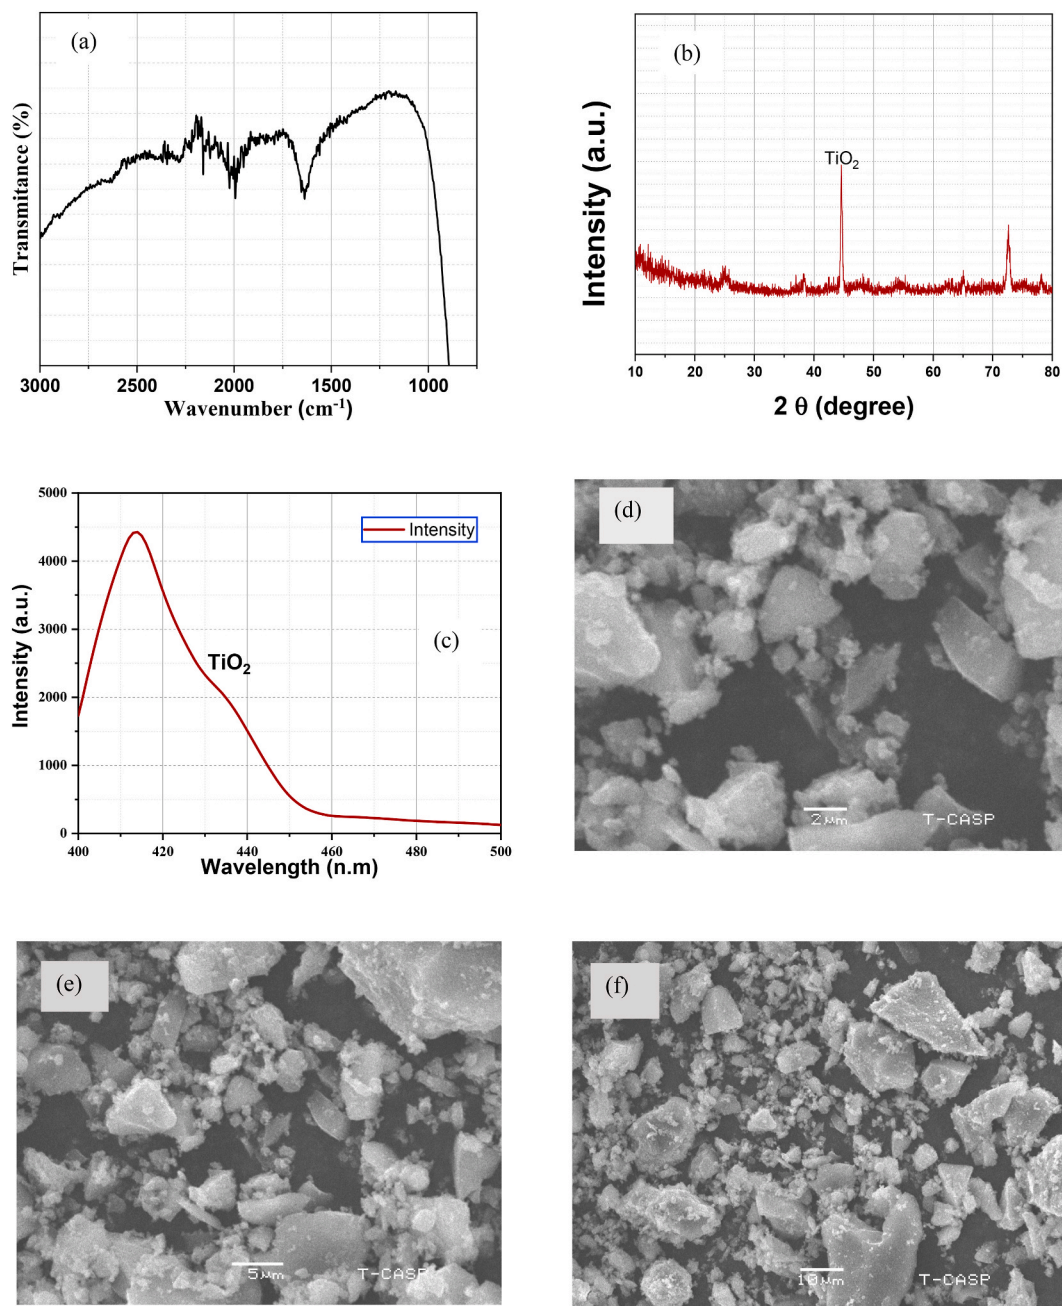 (a)
Transmitance (%)
3000 2500 2000 1500 1000
Wavenumber (cm-1)
(b)
Intensity (a.u.)
TiO2
10 20 30 40 50 60 70 80
2 θ (degree)
5000
4000
3000
2000
1000
0
Intensity (a.u.)
Intensity
(c)
TiO2
400 420 440 460 480 500
Wavelength (n.m)
(d)
2μm T-CASP
(e)
5μm T-CASP
(f)
10μm T-CASP